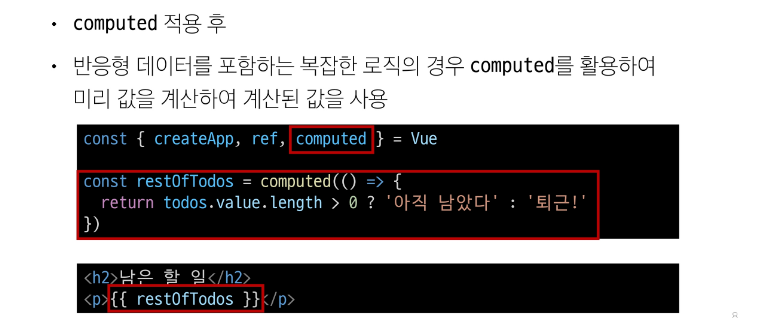 • computed 적용 후
• 반응형 데이터를 포함하는 복잡한 로직의 경우 computed를 활용하여
미리 값을 계산하여 계산된 값을 사용
const { createApp, ref, computed } = Vue
const restOfTodos = computed(() => {
return todos.value.length > 0 ? '아직 남았다' : '퇴근!'
})
<h2>남은 할 일</h2>
<p>{{ restOfTodos }}</p>
8